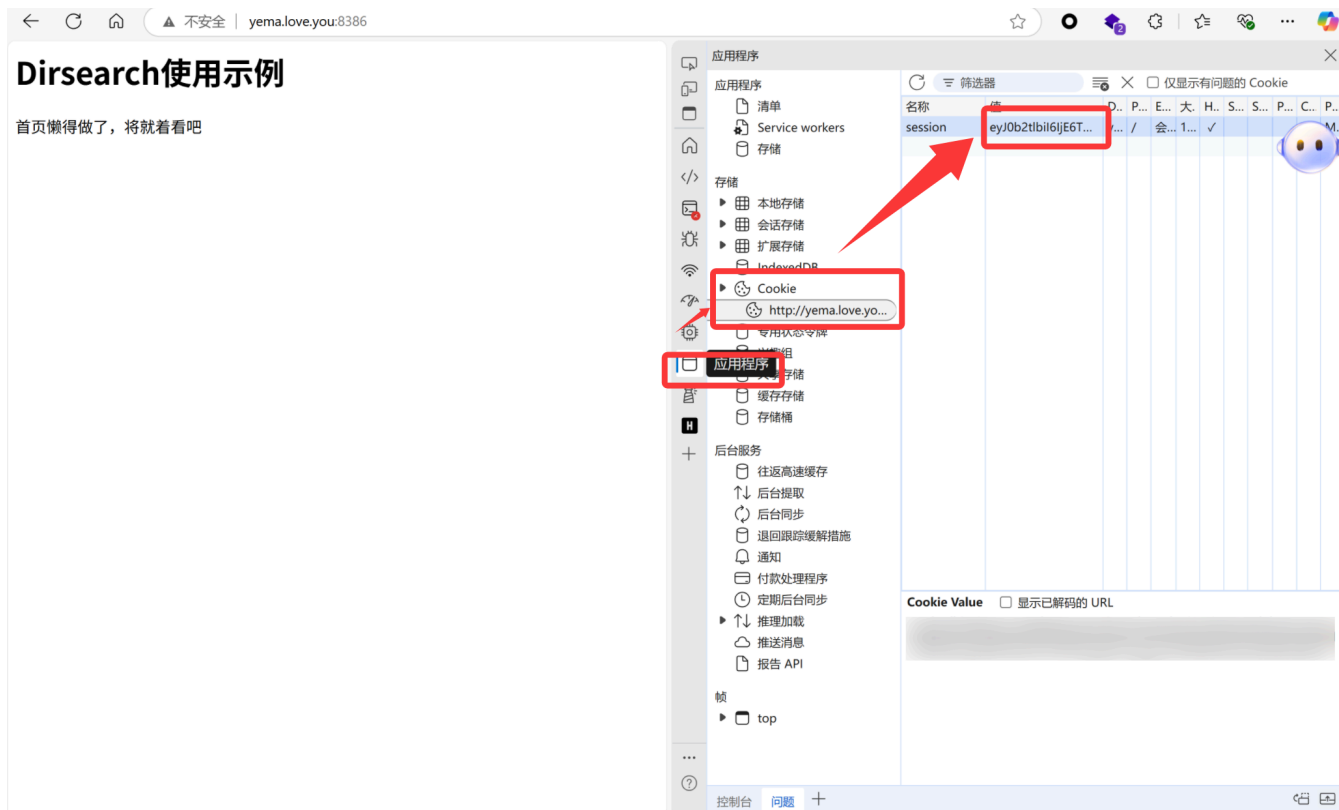 不安全 yema.love.you:8386
2
Dirsearch使用示例
首页懒得做了，将就着看吧
应用程序
应用程序
清单
Service workers
存储
存储
本地存储
会话存储
扩展存储
IndexedDB
Cookie
http://yema.love.yo...
专用状态令牌
应用程序
存储
缓存存储
存储桶
后台服务
往返高速缓存
后台提取
后台同步
退回跟踪缓解措施
通知
付款处理程序
定期后台同步
推理加载
推送消息
报告 API
帧
top
筛选器
仅显示有问题的 Cookie
名称 值 D.. P... E... 大. H.. S... S... P... C... P..
session eyJ0b2tlbiI6IjE6T... / 会... 1... ✓ M.
Cookie Value 显示已解码的 URL
控制台 问题